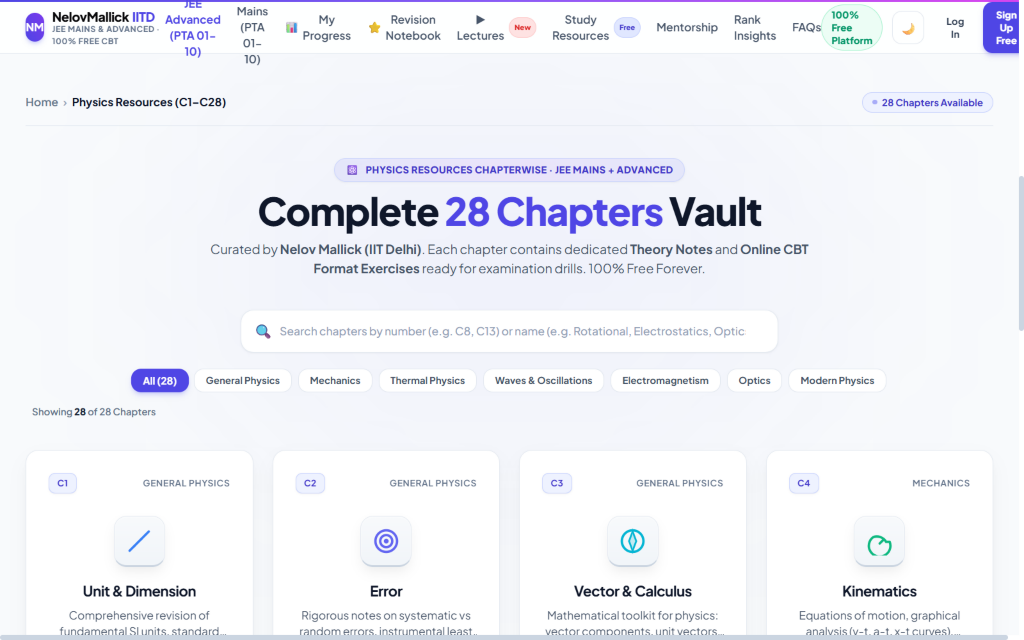 NM
NelovMallick IITD
JEE MAINS & ADVANCED ·
100% FREE CBT
JEE
Advanced
(PTA 01–
10)
Mains
(PTA
01–
10)
My
Progress
Revision
Notebook
Lectures
New
Study
Resources
Free
Mentorship
Rank
Insights
FAQs
100%
Free
Platform
Log
In
Sign
Up
Free
Home › Physics Resources (C1–C28)
28 Chapters Available
PHYSICS RESOURCES CHAPTERWISE · JEE MAINS + ADVANCED
Complete 28 Chapters Vault
Curated by Nelov Mallick (IIT Delhi). Each chapter contains dedicated Theory Notes and Online CBT
Format Exercises ready for examination drills. 100% Free Forever.
Search chapters by number (e.g. C8, C13) or name (e.g. Rotational, Electrostatics, Optic
All (28)
General Physics
Mechanics
Thermal Physics
Waves & Oscillations
Electromagnetism
Optics
Modern Physics
Showing 28 of 28 Chapters
C1
GENERAL PHYSICS
Unit & Dimension
Comprehensive revision of
fundamental SI units, standard...
C2
GENERAL PHYSICS
Error
Rigorous notes on systematic vs
random errors, instrumental least...
C3
GENERAL PHYSICS
Vector & Calculus
Mathematical toolkit for physics:
vector components, unit vectors...
C4
MECHANICS
Kinematics
Equations of motion, graphical
analysis (v-t, a-t, x-t curves),...